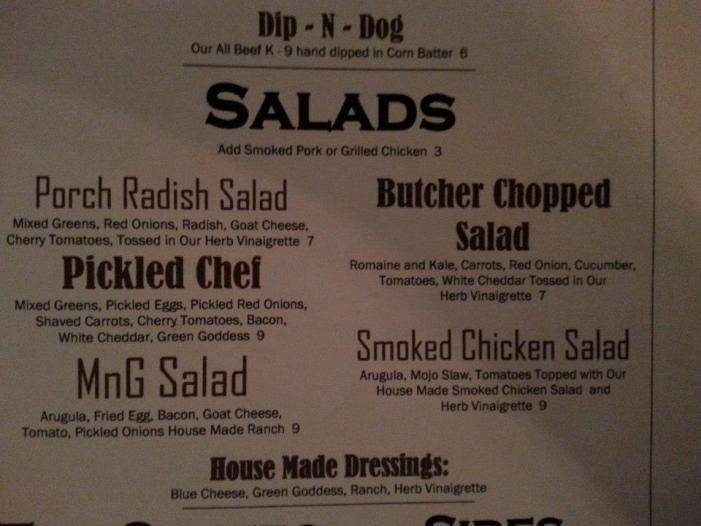 Dip - N - Dog
Our All Beef K - 9 hand dipped in Corn Batter 6
SALADS
Add Smoked Pork or Grilled Chicken 3
Porch Radish Salad
Mixed Greens, Red Onions, Radish, Goat Cheese,
Cherry Tomatoes, Tossed in Our Herb Vinaigrette 7
Pickled Chef
Mixed Greens, Pickled Eggs, Pickled Red Onions,
Shaved Carrots, Cherry Tomatoes, Bacon,
White Cheddar, Green Goddess 9
MnG Salad
Arugula, Fried Egg, Bacon, Goat Cheese,
Tomato, Pickled Onions House Made Ranch 9
Butcher Chopped
Salad
Romaine and Kale, Carrots, Red Onion, Cucumber,
Tomatoes, White Cheddar Tossed in Our
Herb Vinaigrette 7
Smoked Chicken Salad
Arugula, Mojo Slaw, Tomatoes Topped with Our
House Made Smoked Chicken Salad and
Herb Vinaigrette 9
House Made Dressings:
Blue Cheese, Green Goddess, Ranch, Herb Vinaigrette